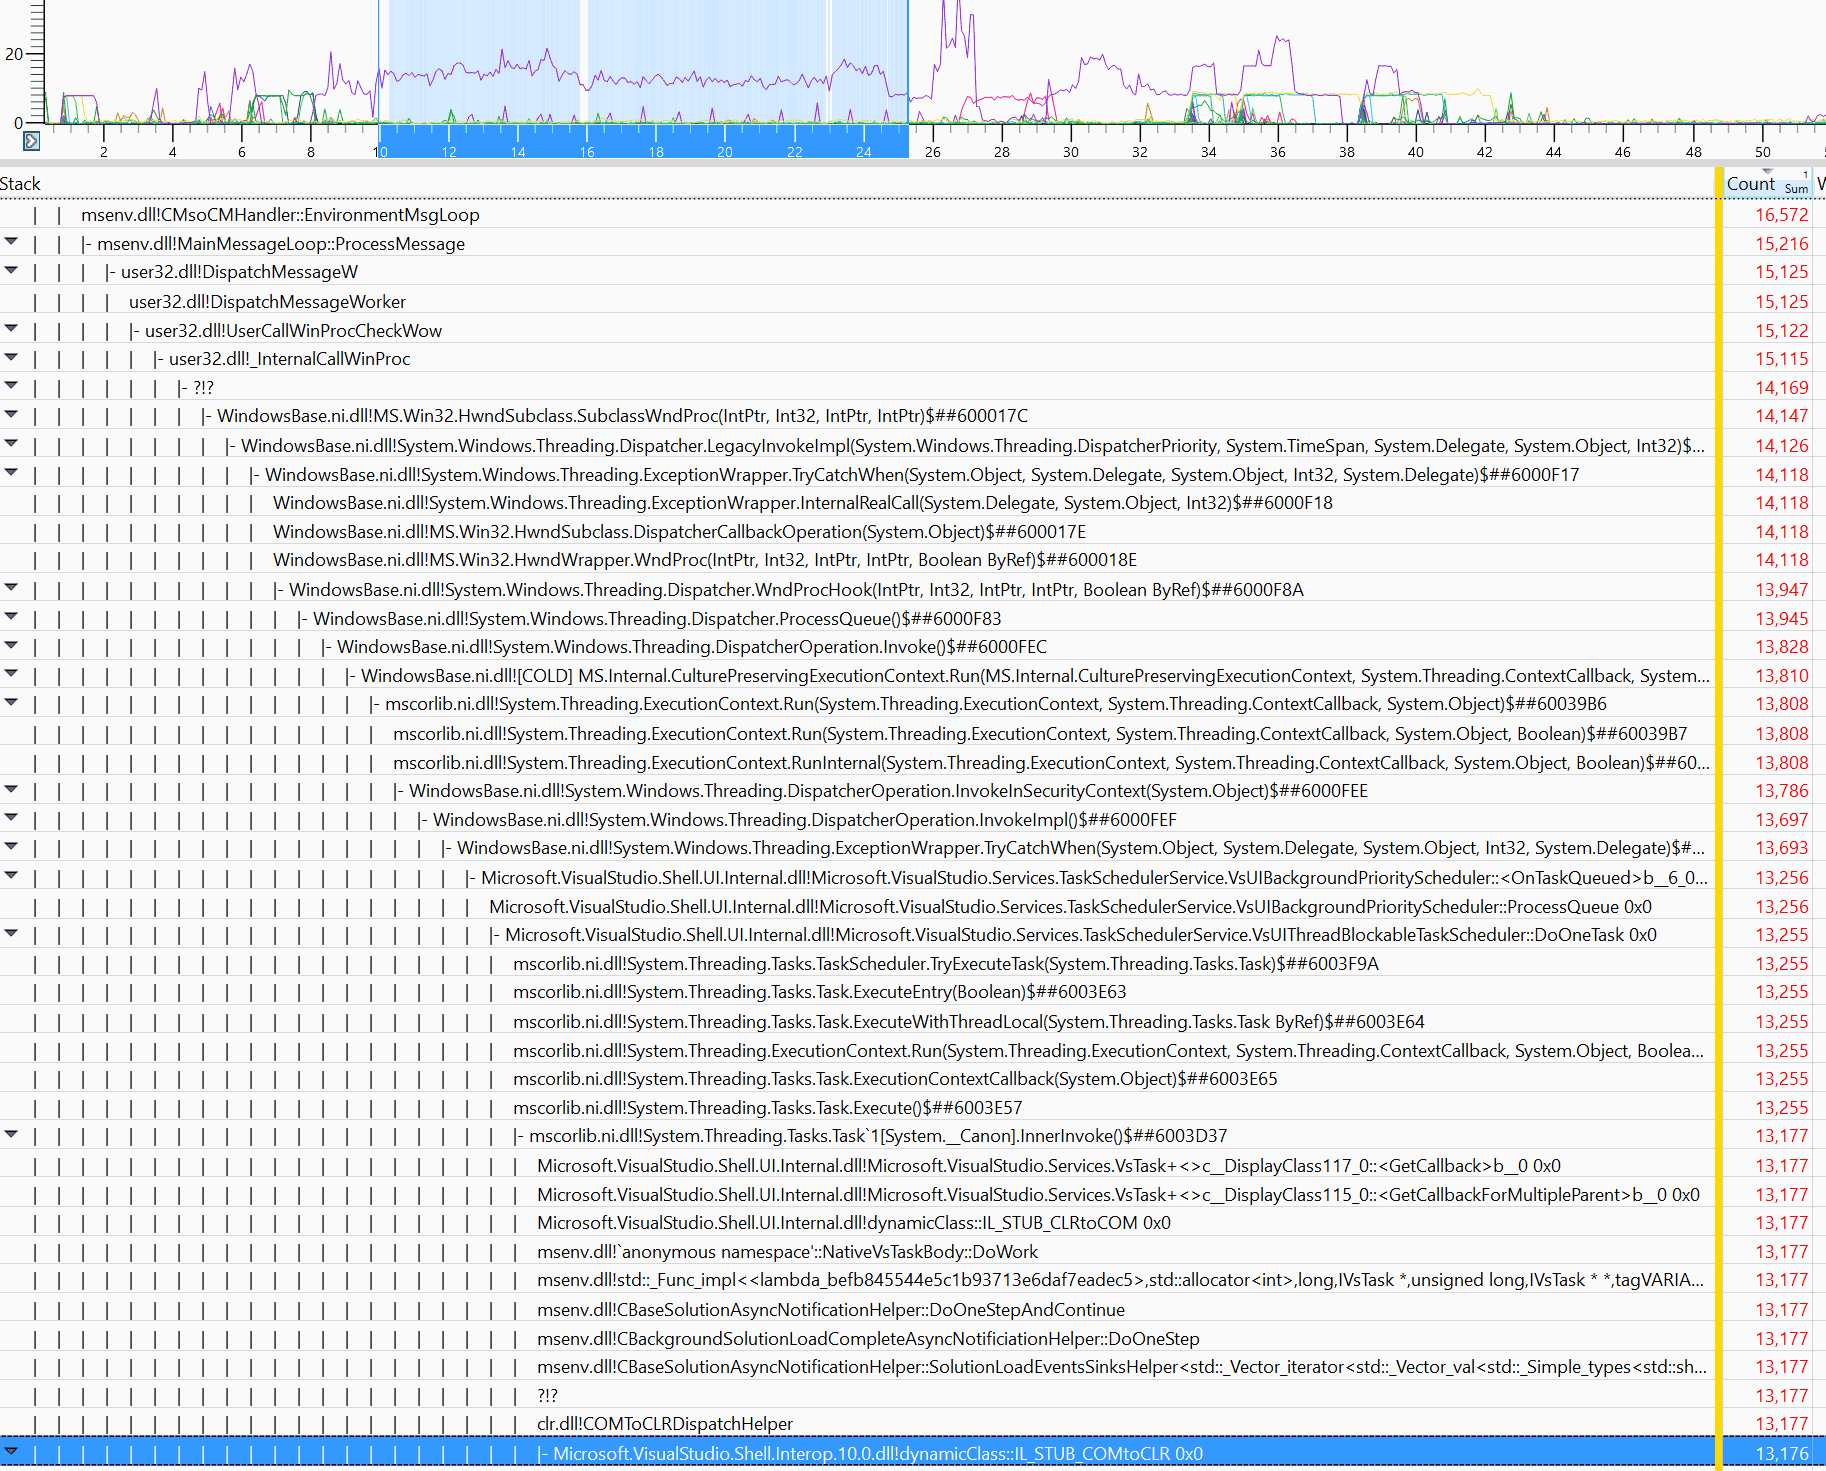 20
0
2 4 6 8 10 12 14 16 18 20 22 24 26 28 30 32 34 36 38 40 42 44 46 48 50
Stack Count 1 Sum
msenv.dll!CMsoCMHandler::EnvironmentMsgLoop 16,572
|- msenv.dll!MainMessageLoop::ProcessMessage 15,216
|- user32.dll!DispatchMessageW 15,125
user32.dll!DispatchMessageWorker 15,125
|- user32.dll!UserCallWinProcCheckWow 15,122
|- user32.dll!_InternalCallWinProc 15,115
|- ?!? 14,169
|- WindowsBase.ni.dll!MS.Win32.HwndSubclass.SubclassWndProc(IntPtr, Int32, IntPtr, IntPtr)$##600017C 14,147
|- WindowsBase.ni.dll!System.Windows.Threading.Dispatcher.LegacyInvokeImpl(System.Windows.Threading.DispatcherPriority, System.TimeSpan, System.Delegate, System.Object, Int32)$... 14,126
|- WindowsBase.ni.dll!System.Windows.Threading.ExceptionWrapper.TryCatchWhen(System.Object, System.Delegate, System.Object, Int32, System.Delegate)$##6000F17 14,118
WindowsBase.ni.dll!System.Windows.Threading.ExceptionWrapper.InternalRealCall(System.Delegate, System.Object, Int32)$##6000F18 14,118
WindowsBase.ni.dll!MS.Win32.HwndSubclass.DispatcherCallbackOperation(System.Object)$##600017E 14,118
WindowsBase.ni.dll!MS.Win32.HwndWrapper.WndProc(IntPtr, Int32, IntPtr, IntPtr, Boolean ByRef)$##600018E 14,118
|- WindowsBase.ni.dll!System.Windows.Threading.Dispatcher.WndProcHook(IntPtr, Int32, IntPtr, IntPtr, Boolean ByRef)$##6000F8A 13,947
|- WindowsBase.ni.dll!System.Windows.Threading.Dispatcher.ProcessQueue()$##6000F83 13,945
|- WindowsBase.ni.dll!System.Windows.Threading.DispatcherOperation.Invoke()$##6000FEC 13,828
|- WindowsBase.ni.dll![COLD] MS.Internal.CulturePreservingExecutionContext.Run(MS.Internal.CulturePreservingExecutionContext, System.Threading.ContextCallback, System... 13,810
|- mscorlib.ni.dll!System.Threading.ExecutionContext.Run(System.Threading.ExecutionContext, System.Threading.ContextCallback, System.Object)$##60039B6 13,808
mscorlib.ni.dll!System.Threading.ExecutionContext.Run(System.Threading.ExecutionContext, System.Threading.ContextCallback, System.Object, Boolean)$##60039B7 13,808
mscorlib.ni.dll!System.Threading.ExecutionContext.RunInternal(System.Threading.ExecutionContext, System.Threading.ContextCallback, System.Object, Boolean)$##60... 13,808
|- WindowsBase.ni.dll!System.Windows.Threading.DispatcherOperation.InvokeInSecurityContext(System.Object)$##6000FEE 13,786
|- WindowsBase.ni.dll!System.Windows.Threading.DispatcherOperation.InvokeImpl()$##6000FEF 13,697
|- WindowsBase.ni.dll!System.Windows.Threading.ExceptionWrapper.TryCatchWhen(System.Object, System.Delegate, System.Object, Int32, System.Delegate)$#... 13,693
|- Microsoft.VisualStudio.Shell.UI.Internal.dll!Microsoft.VisualStudio.Services.TaskSchedulerService.VsUIBackgroundPriorityScheduler::<OnTaskQueued>b__6_0... 13,256
Microsoft.VisualStudio.Shell.UI.Internal.dll!Microsoft.VisualStudio.Services.TaskSchedulerService.VsUIBackgroundPriorityScheduler::ProcessQueue 0x0 13,256
|- Microsoft.VisualStudio.Shell.UI.Internal.dll!Microsoft.VisualStudio.Services.TaskSchedulerService.VsUIThreadBlockableTaskScheduler::DoOneTask 0x0 13,255
mscorlib.ni.dll!System.Threading.Tasks.TaskScheduler.TryExecuteTask(System.Threading.Tasks.Task)$##6003F9A 13,255
mscorlib.ni.dll!System.Threading.Tasks.Task.ExecuteEntry(Boolean)$##6003E63 13,255
mscorlib.ni.dll!System.Threading.Tasks.Task.ExecuteWithThreadLocal(System.Threading.Tasks.Task ByRef)$##6003E64 13,255
mscorlib.ni.dll!System.Threading.ExecutionContext.Run(System.Threading.ExecutionContext, System.Threading.ContextCallback, System.Object, Boolea... 13,255
mscorlib.ni.dll!System.Threading.Tasks.Task.ExecutionContextCallback(System.Object)$##6003E65 13,255
mscorlib.ni.dll!System.Threading.Tasks.Task.Execute()$##6003E57 13,255
|- mscorlib.ni.dll!System.Threading.Tasks.Task`1[System.__Canon].InnerInvoke()$##6003D37 13,177
Microsoft.VisualStudio.Shell.UI.Internal.dll!Microsoft.VisualStudio.Services.VsTask+<>c__DisplayClass117_0::<GetCallback>b__0 0x0 13,177
Microsoft.VisualStudio.Shell.UI.Internal.dll!Microsoft.VisualStudio.Services.VsTask+<>c__DisplayClass115_0::<GetCallbackForMultipleParent>b__0 0x0 13,177
Microsoft.VisualStudio.Shell.UI.Internal.dll!dynamicClass::IL_STUB_CLRtoCOM 0x0 13,177
msenv.dll!`anonymous namespace'::NativeVsTaskBody::DoWork 13,177
msenv.dll!std::_Func_impl<<lambda_befb845544e5c1b93713e6daf7eadec5>,std::allocator<int>,long,IVsTask *,unsigned long,IVsTask * *,tagVARIA... 13,177
msenv.dll!CBaseSolutionAsyncNotificationHelper::DoOneStepAndContinue 13,177
msenv.dll!CBackgroundSolutionLoadCompleteAsyncNotificiationHelper::DoOneStep 13,177
msenv.dll!CBaseSolutionAsyncNotificationHelper::SolutionLoadEventsSinksHelper<std::_Vector_iterator<std::_Vector_val<std::_Simple_types<std::sh... 13,177
?!? 13,177
clr.dll!COMToCLRDispatchHelper 13,177
|- Microsoft.VisualStudio.Shell.Interop.10.0.dll!dynamicClass::IL_STUB_COMtoCLR 0x0 13,176